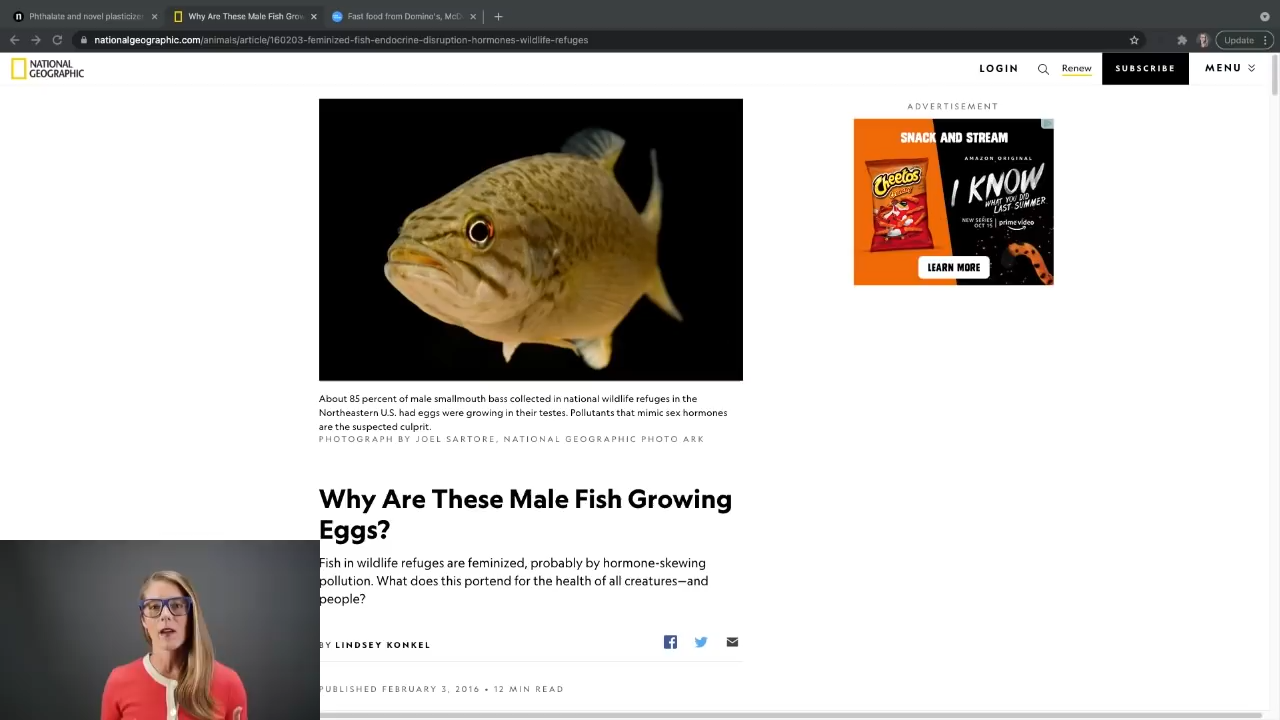 Phthalate and novel plasticize
Why Are These Male Fish Grow
Fast food from Domino's, McD
nationalgeographic.com/animals/article/160203-feminized-fish-endocrine-disruption-hormones-wildlife-refuges
Update
NATIONAL
GEOGRAPHIC
LOGIN
Renew
SUBSCRIBE
MENU
ADVERTISEMENT
SNACK AND STREAM
Cheetos
AMAZON ORIGINAL
I KNOW
WHAT YOU DID
LAST SUMMER
NEW SERIES
OCT 15
prime video
LEARN MORE
About 85 percent of male smallmouth bass collected in national wildlife refuges in the
Northeastern U.S. had eggs were growing in their testes. Pollutants that mimic sex hormones
are the suspected culprit.
PHOTOGRAPH BY JOEL SARTORE, NATIONAL GEOGRAPHIC PHOTO ARK
Why Are These Male Fish Growing
Eggs?
Fish in wildlife refuges are feminized, probably by hormone-skewing
pollution. What does this portend for the health of all creatures—and
people?
BY LINDSEY KONKEL
PUBLISHED FEBRUARY 3, 2016 • 12 MIN READ